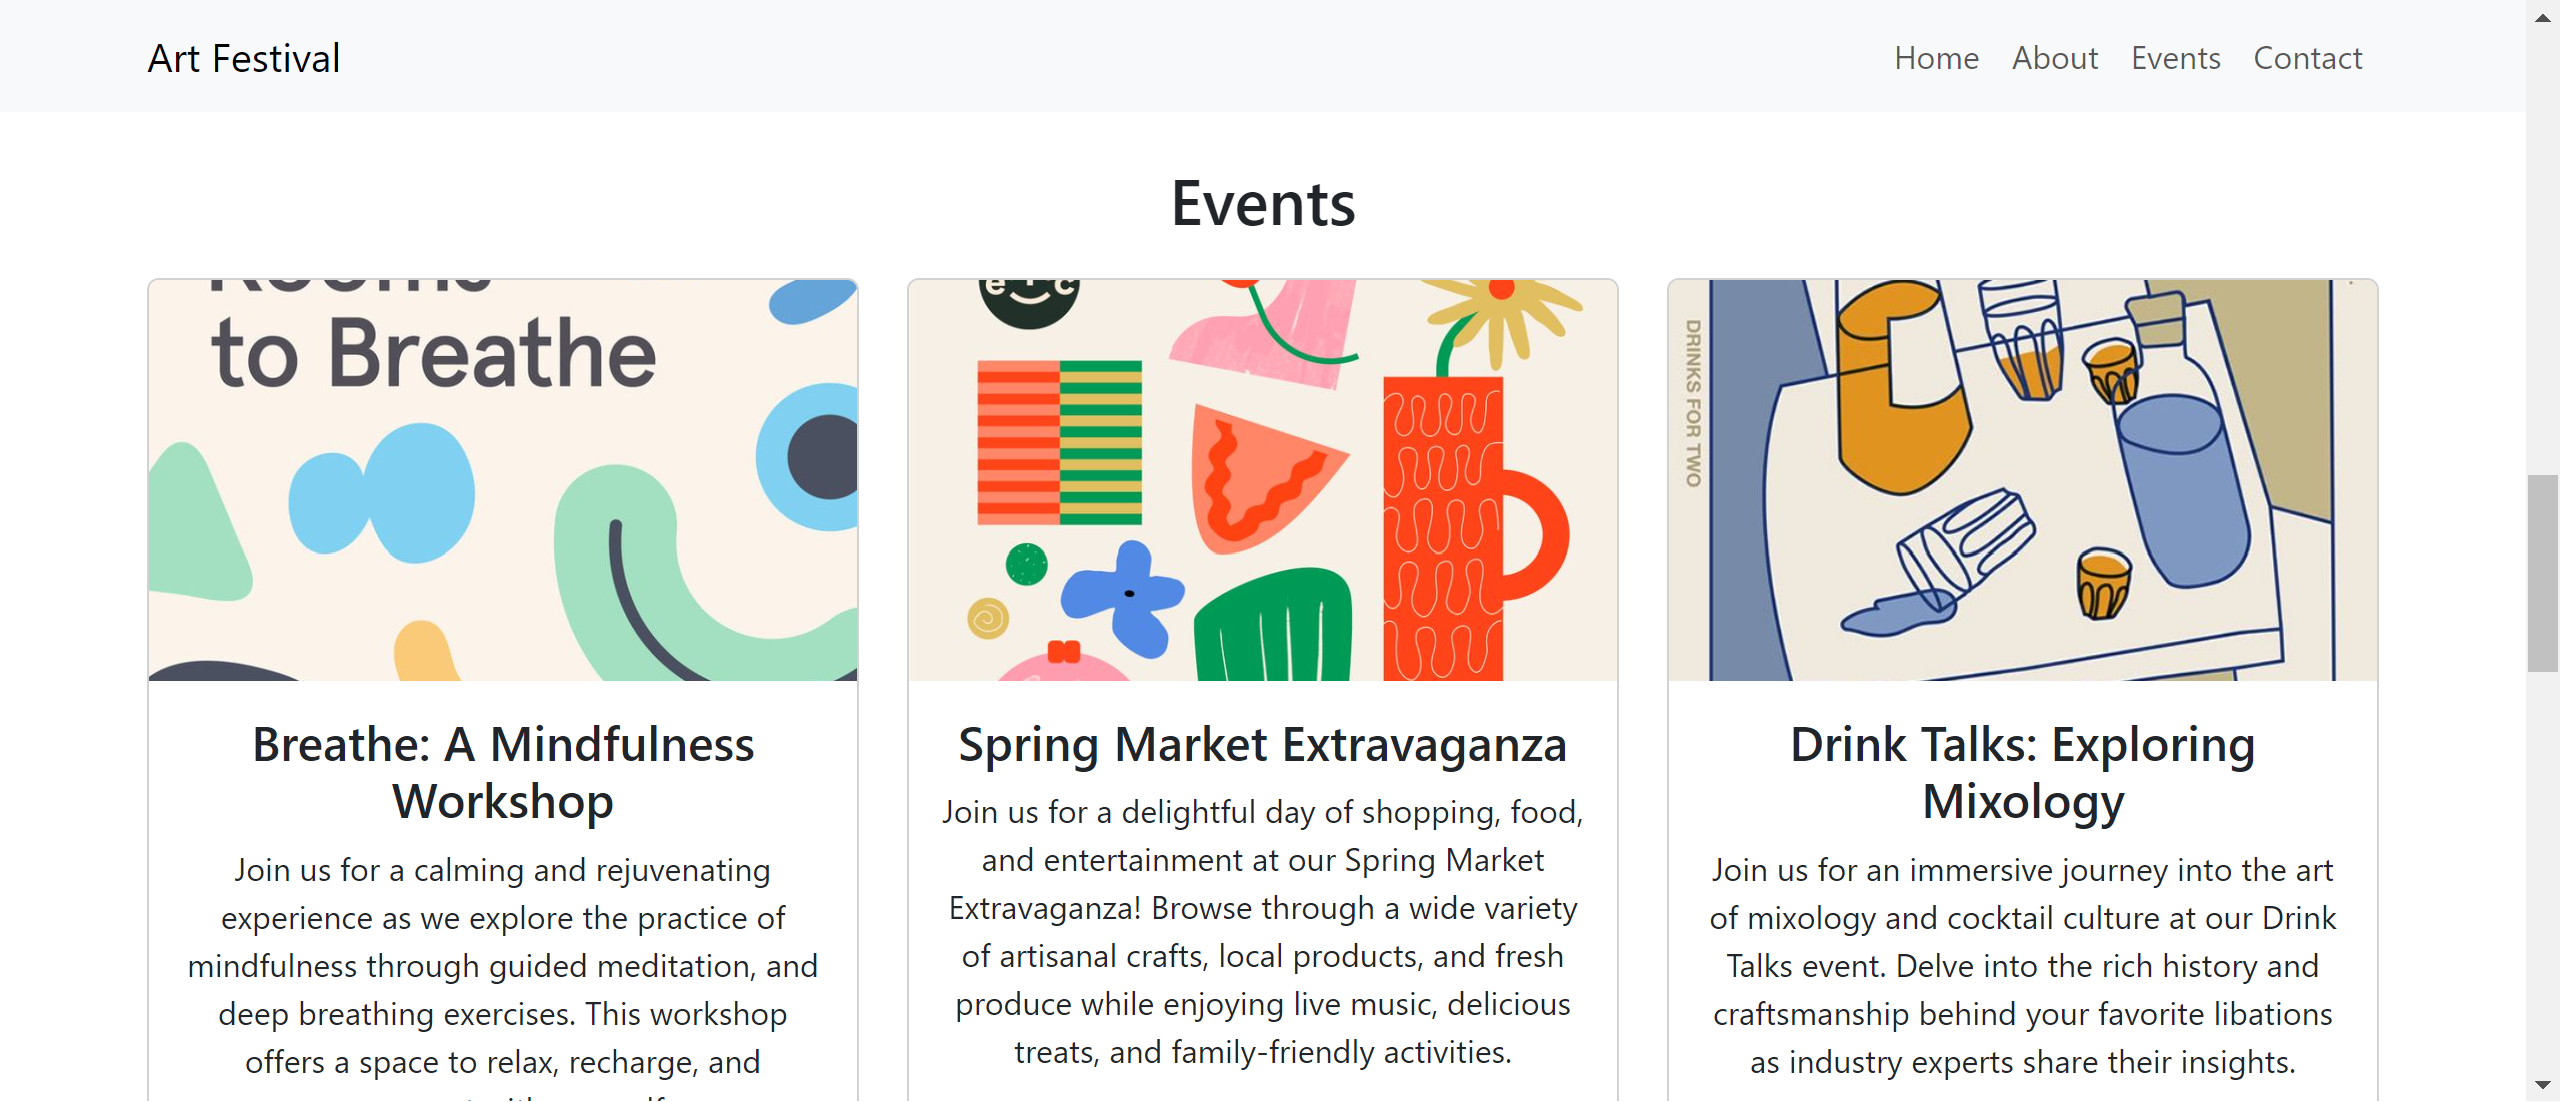 Art Festival
Home About Events Contact
Events
Rooms
to Breathe
e c
DRINKS FOR TWO
Breathe: A Mindfulness
Workshop
Join us for a calming and rejuvenating
experience as we explore the practice of
mindfulness through guided meditation, and
deep breathing exercises. This workshop
offers a space to relax, recharge, and
Spring Market Extravaganza
Join us for a delightful day of shopping, food,
and entertainment at our Spring Market
Extravaganza! Browse through a wide variety
of artisanal crafts, local products, and fresh
produce while enjoying live music, delicious
treats, and family-friendly activities.
Drink Talks: Exploring
Mixology
Join us for an immersive journey into the art
of mixology and cocktail culture at our Drink
Talks event. Delve into the rich history and
craftsmanship behind your favorite libations
as industry experts share their insights.